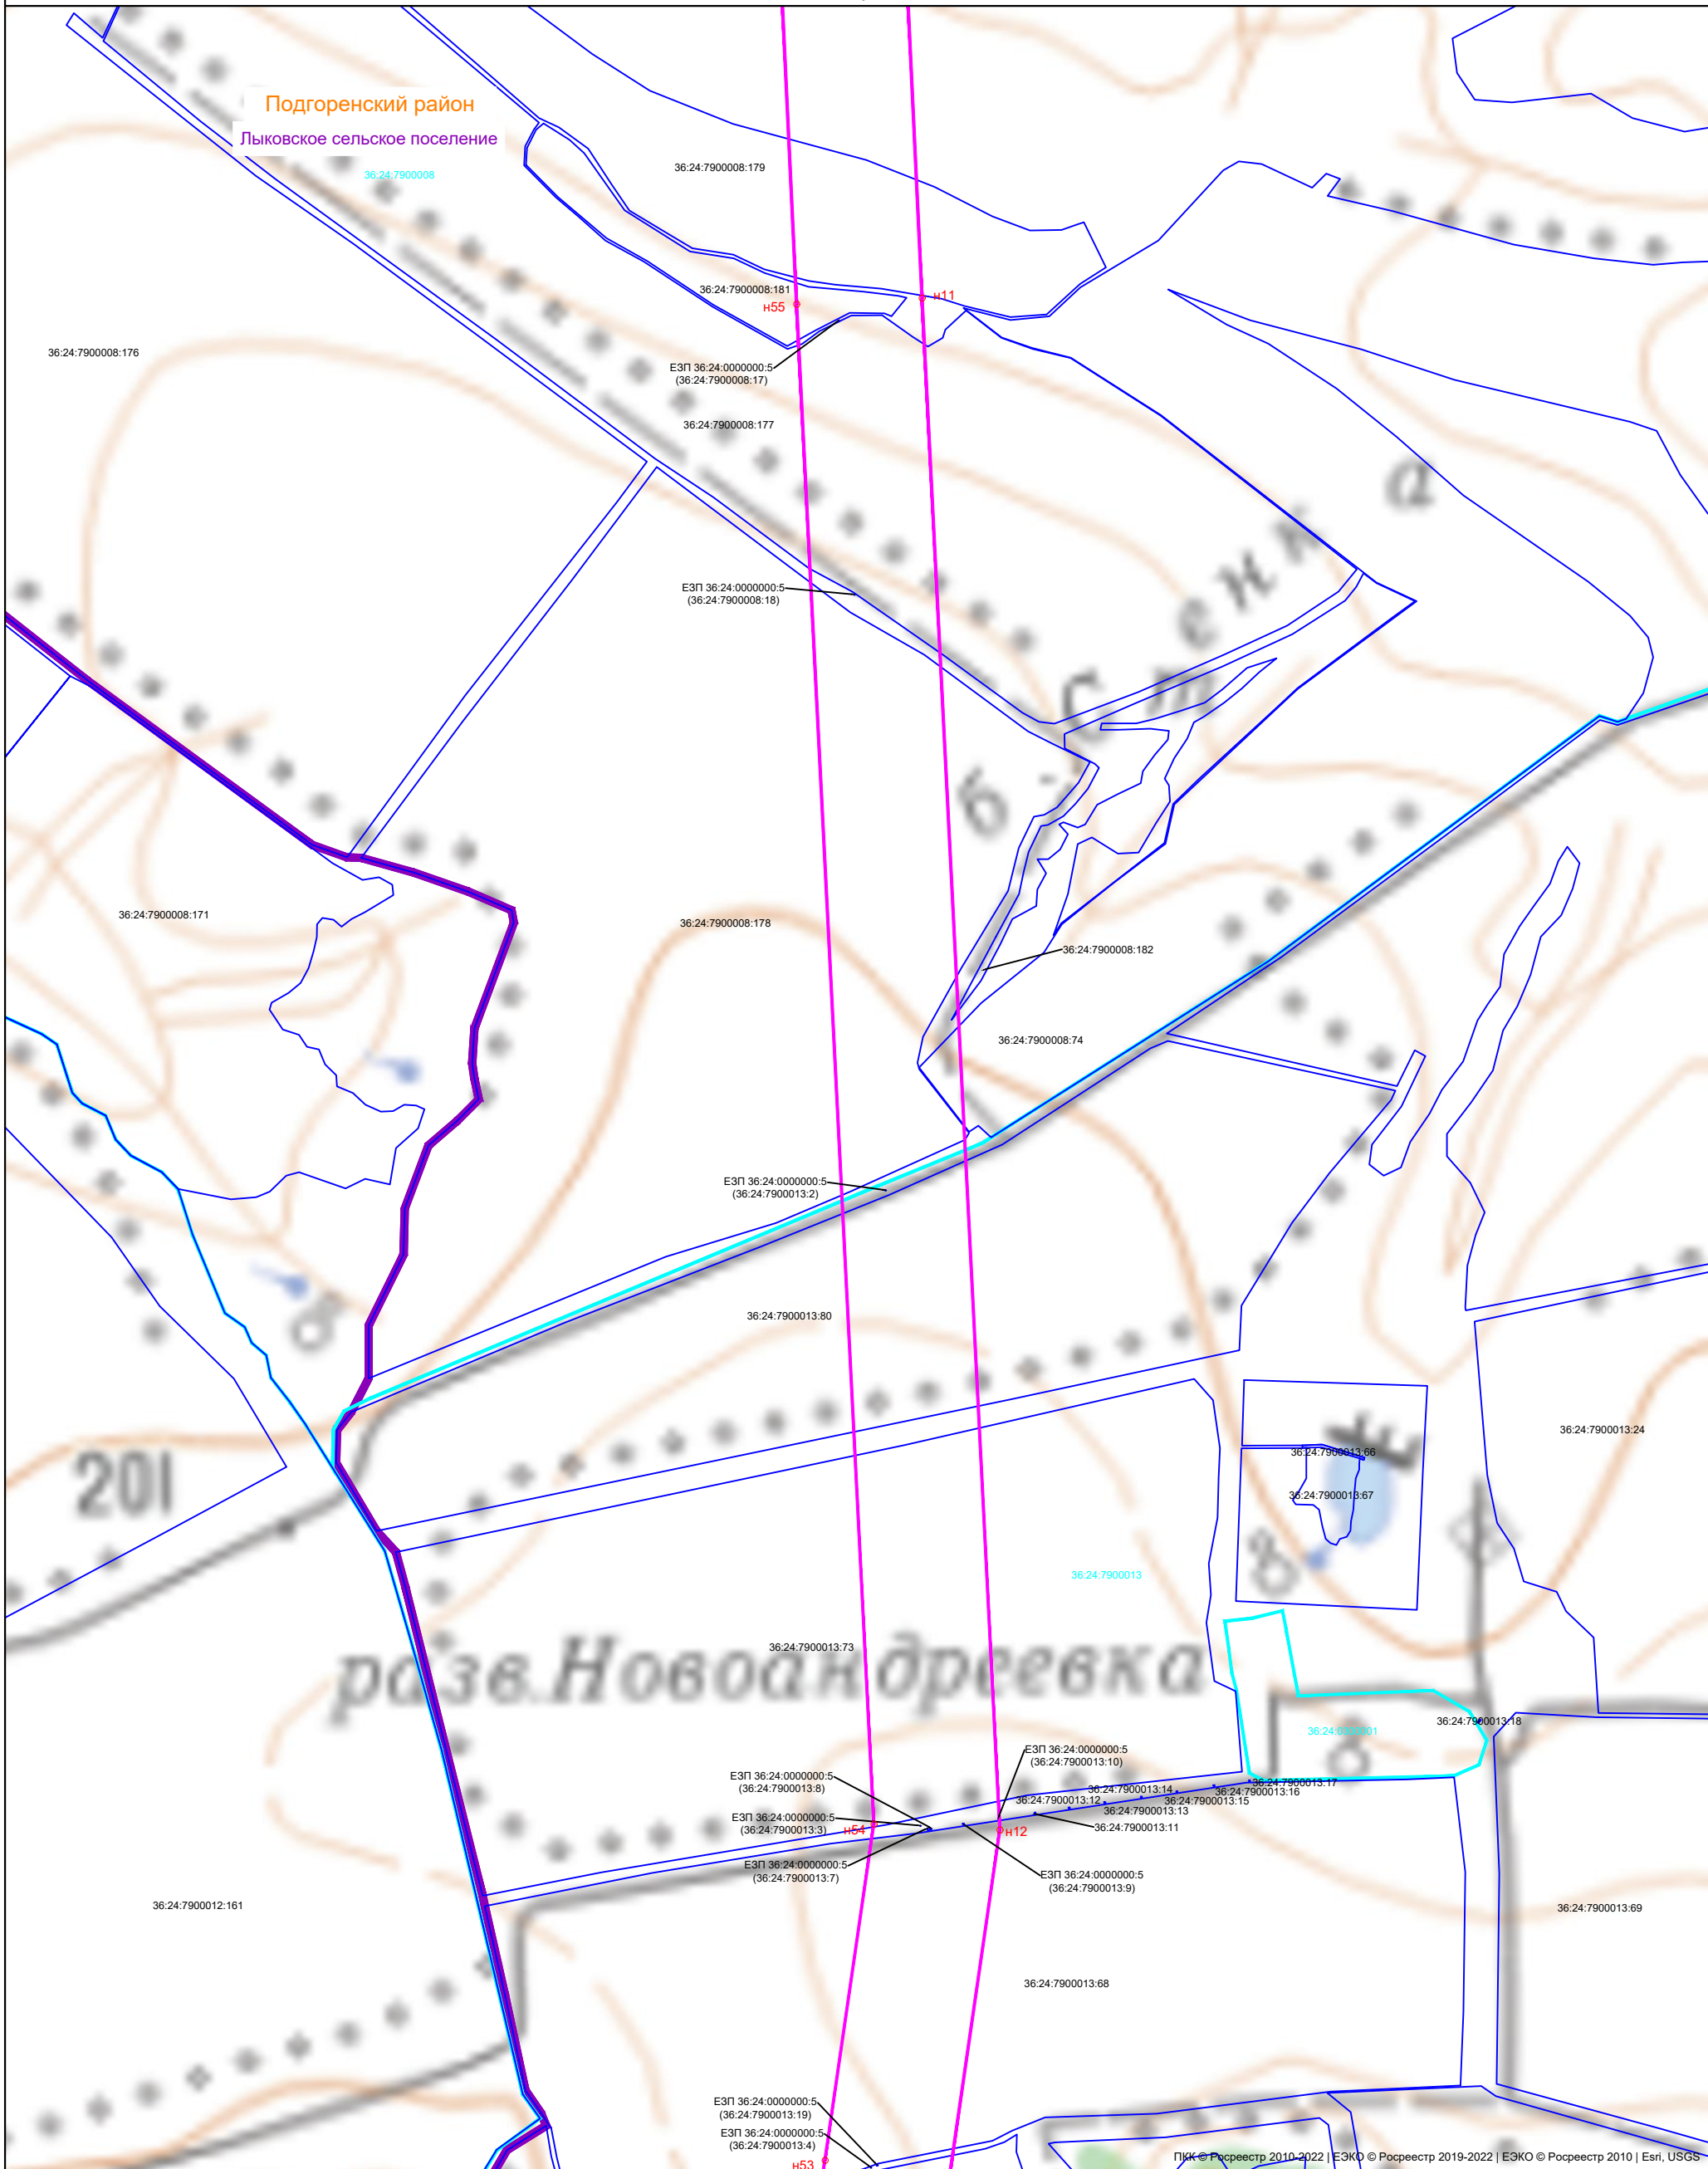 Подгоренский район
Лыковское сельское поселение
36:24:7900008
36:24:7900008:179
36:24:7900008:181
н55
н11
36:24:7900008:176
ЕЗП 36:24:0000000:5
(36:24:7900008:17)
36:24:7900008:177
ЕЗП 36:24:0000000:5
(36:24:7900008:18)
б. Стенка
36:24:7900008:171
36:24:7900008:178
36:24:7900008:182
36:24:7900008:74
ЕЗП 36:24:0000000:5
(36:24:7900013:2)
36:24:7900013:80
36:24:7900013:24
36:24:7900013:66
201
36:24:7900013:67
36:24:7900013
36:24:7900013:73
разв.Новоандреевка
36:24:7900013:18
ЕЗП 36:24:0000000:5
(36:24:7900013:10)
ЕЗП 36:24:0000000:5
(36:24:7900013:8)
36:24:7900013:17
36:24:7900013:14
36:24:7900013:16
36:24:7900013:12
36:24:7900013:15
36:24:7900013:13
ЕЗП 36:24:0000000:5
(36:24:7900013:3)
н54
н12
36:24:7900013:11
ЕЗП 36:24:0000000:5
(36:24:7900013:7)
ЕЗП 36:24:0000000:5
(36:24:7900013:9)
36:24:7900012:161
36:24:7900013:69
36:24:7900013:68
ЕЗП 36:24:0000000:5
(36:24:7900013:19)
ЕЗП 36:24:0000000:5
(36:24:7900013:4)
н53
ПКК © Росреестр 2010-2022 | ЕЭКО © Росреестр 2019-2022 | ЕЭКО © Росреестр 2010 | Esri, USGS